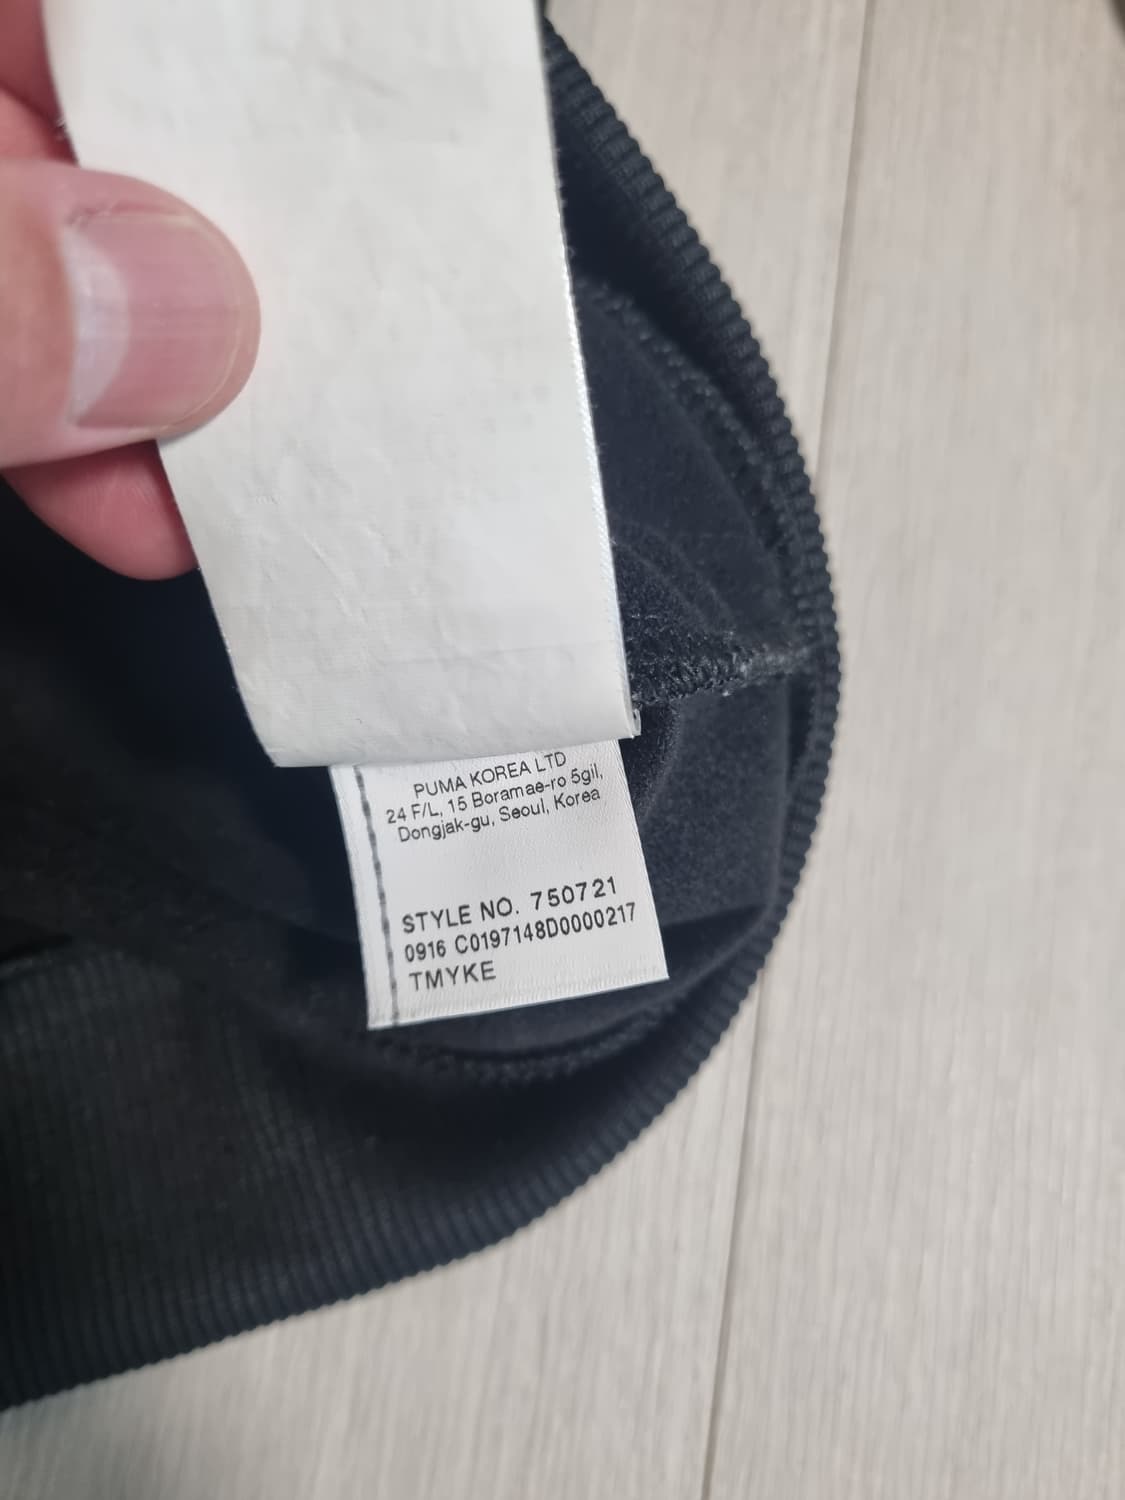 PUMA KOREA LTD
24 F/L, 15 Boramae-ro 5gil,
Dongjak-gu, Seoul, Korea
STYLE NO. 750721
0916 C0197148D0000217
TMYKE